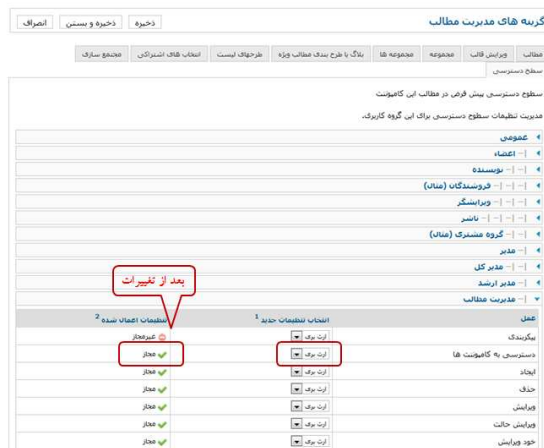 گزینه های مدیریت مطالب
ذخیره
ذخیره و بستن
انصراف
مطالب
ویرایش قالب
مجموعه
مجموعه ها
بلاگ یا طرح بندی مطالب ویژه
طرحهای لیست
انتخاب های اشتراکی
مجتمع سازی
سطح دسترسی
سطوح دسترسی پیش فرض در مطالب این کامپوننت
مدیریت تنظیمات سطوح دسترسی برای این گروه کاربری.
عمومی
|— اعضاء
|— |— نویسنده
|— |— |— فروشندگان (مثال)
|— |— |— ویرایشگر
|— |— |— |— ناشر
|— |— گروه مشتری (مثال)
|— مدیر
|— |— مدیر کل
|— مدیر ارشد
|— مدیریت مطالب
بعد از تغییرات
عمل
انتخاب تنظیمات جدید 1
تنظیمات اعمال شده 2
پیکربندی
ارث بری
غیرمجاز
دسترسی به کامپوننت ها
ارث بری
مجاز
ایجاد
ارث بری
مجاز
حذف
ارث بری
مجاز
ویرایش
ارث بری
مجاز
ویرایش حالت
ارث بری
مجاز
خود ویرایش
ارث بری
مجاز